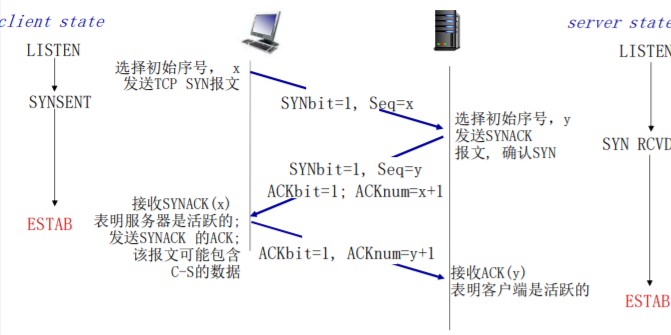 client state
server state
LISTEN
LISTEN
选择初始序号， x
发送TCP SYN报文
SYNSENT
SYNbit=1, Seq=x
选择初始序号，y
发送SYNACK
报文, 确认SYN
SYN RCVD
SYNbit=1, Seq=y
ACKbit=1; ACKnum=x+1
接收SYNACK(x)
表明服务器是活跃的;
发送SYNACK 的ACK;
该报文可能包含
C-S的数据
ESTAB
ACKbit=1, ACKnum=y+1
接收ACK(y)
表明客户端是活跃的
ESTAB